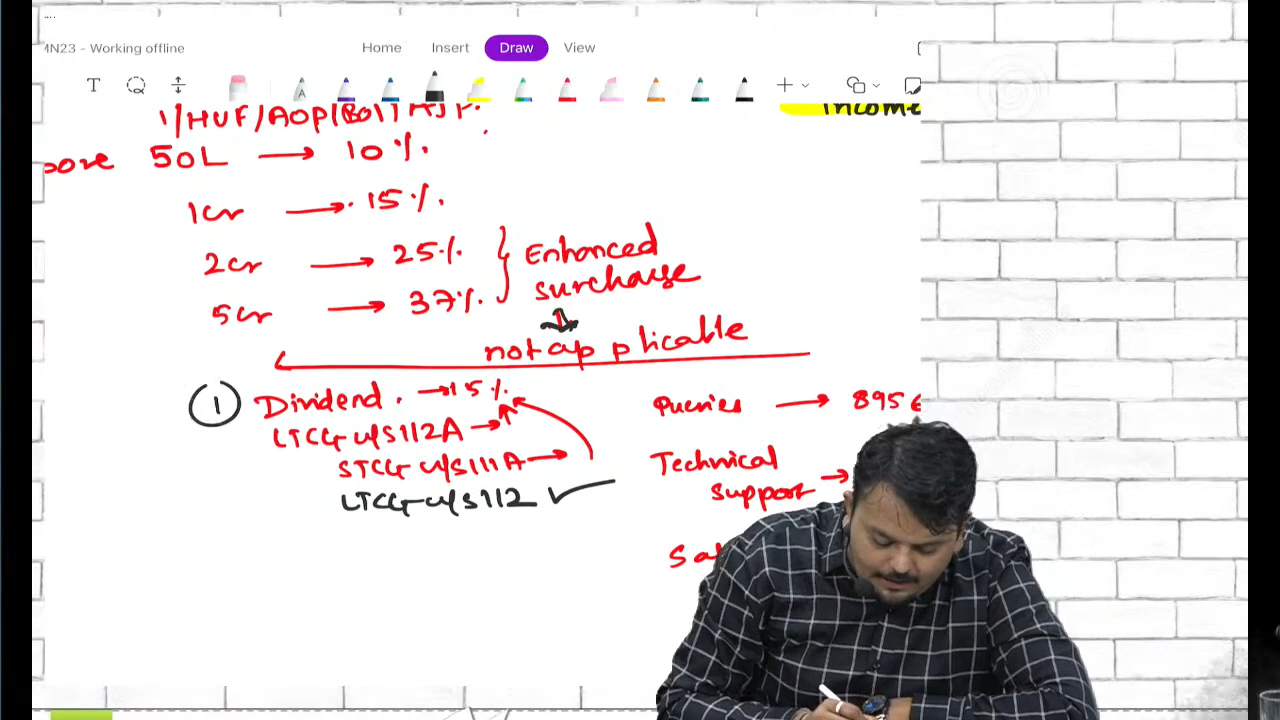 MN23 - Working offline
Home Insert Draw View
I/HUF/AOP/BOI/AJP.
income
50L → 10%.
1cr → 15%.
2cr → 25%.
5cr → 37%.
Enhanced
surcharge
not applicable
① Dividend. → 15%.
LTCG u/s 112A →
STCG u/s 111A →
LTCG u/s 112 ✓
Queries → 895
Technical
support →